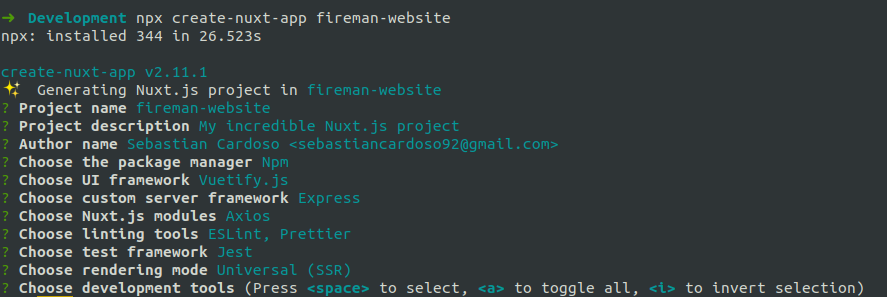 ➜ Development npx create-nuxt-app fireman-website
npx: installed 344 in 26.523s
create-nuxt-app v2.11.1
✨ Generating Nuxt.js project in fireman-website
? Project name fireman-website
? Project description My incredible Nuxt.js project
? Author name Sebastian Cardoso <sebastiancardoso92@gmail.com>
? Choose the package manager Npm
? Choose UI framework Vuetify.js
? Choose custom server framework Express
? Choose Nuxt.js modules Axios
? Choose linting tools ESLint, Prettier
? Choose test framework Jest
? Choose rendering mode Universal (SSR)
? Choose development tools (Press <space> to select, <a> to toggle all, <i> to invert selection)